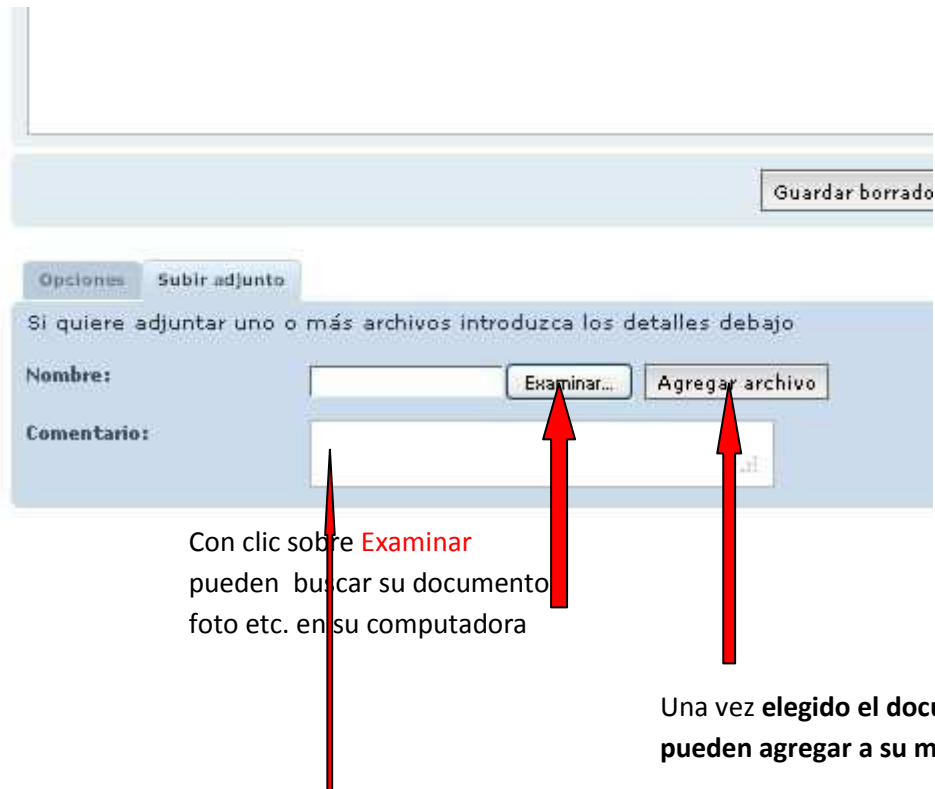 Guardar borrado
Opciones Subir adjunto
Si quiere adjuntar uno o más archivos introduzca los detalles debajo
Nombre: Examinar... Agregar archivo
Comentario:
Con clic sobre Examinar
pueden buscar su documento
foto etc. en su computadora
Una vez elegido el docu
pueden agregar a su m